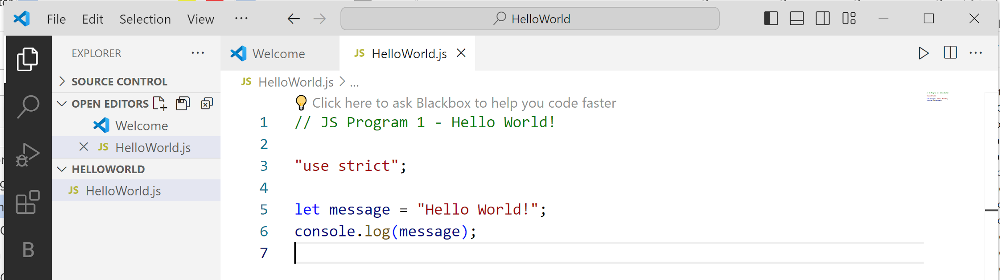 File Edit Selection View ··· HelloWorld
EXPLORER ···
SOURCE CONTROL
OPEN EDITORS
Welcome
JS HelloWorld.js
HELLOWORLD
JS HelloWorld.js
B
Welcome JS HelloWorld.js
JS HelloWorld.js > ...
Click here to ask Blackbox to help you code faster
1 // JS Program 1 - Hello World!
2
3 "use strict";
4
5 let message = "Hello World!";
6 console.log(message);
7